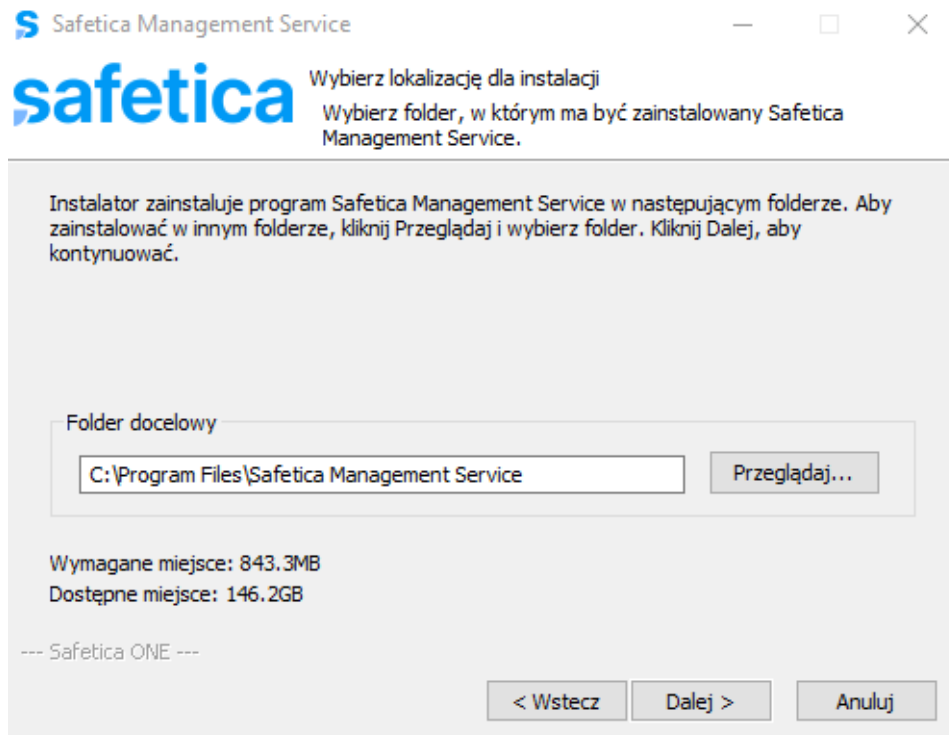 Safetica Management Service
safetica
Wybierz lokalizację dla instalacji
Wybierz folder, w którym ma być zainstalowany Safetica
Management Service.
Instalator zainstaluje program Safetica Management Service w następującym folderze. Aby
zainstalować w innym folderze, kliknij Przeglądaj i wybierz folder. Kliknij Dalej, aby
kontynuować.
Folder docelowy
C:\Program Files\Safetica Management Service
Przeglądaj...
Wymagane miejsce: 843.3MB
Dostępne miejsce: 146.2GB
--- Safetica ONE ---
< Wstecz
Dalej >
Anuluj